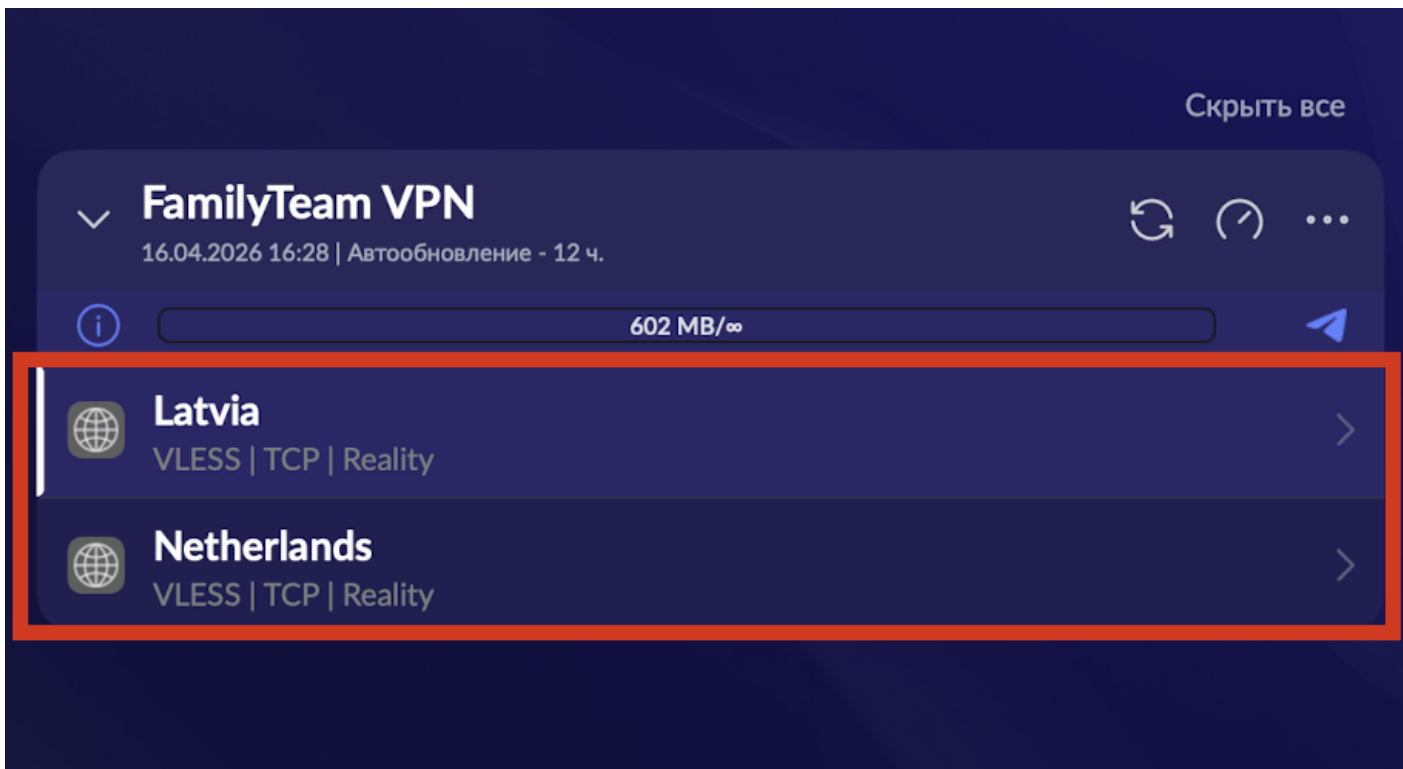 Скрыть все
FamilyTeam VPN
16.04.2026 16:28 | Автообновление - 12 ч.
602 MB/∞
Latvia
VLESS | TCP | Reality
Netherlands
VLESS | TCP | Reality